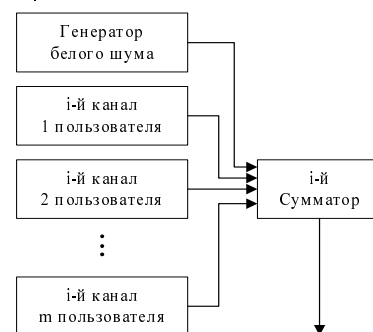 Генератор
белого шума
i-й канал
1 пользователя
i-й канал
2 пользователя
i-й
Сумматор
i-й канал
m пользователя